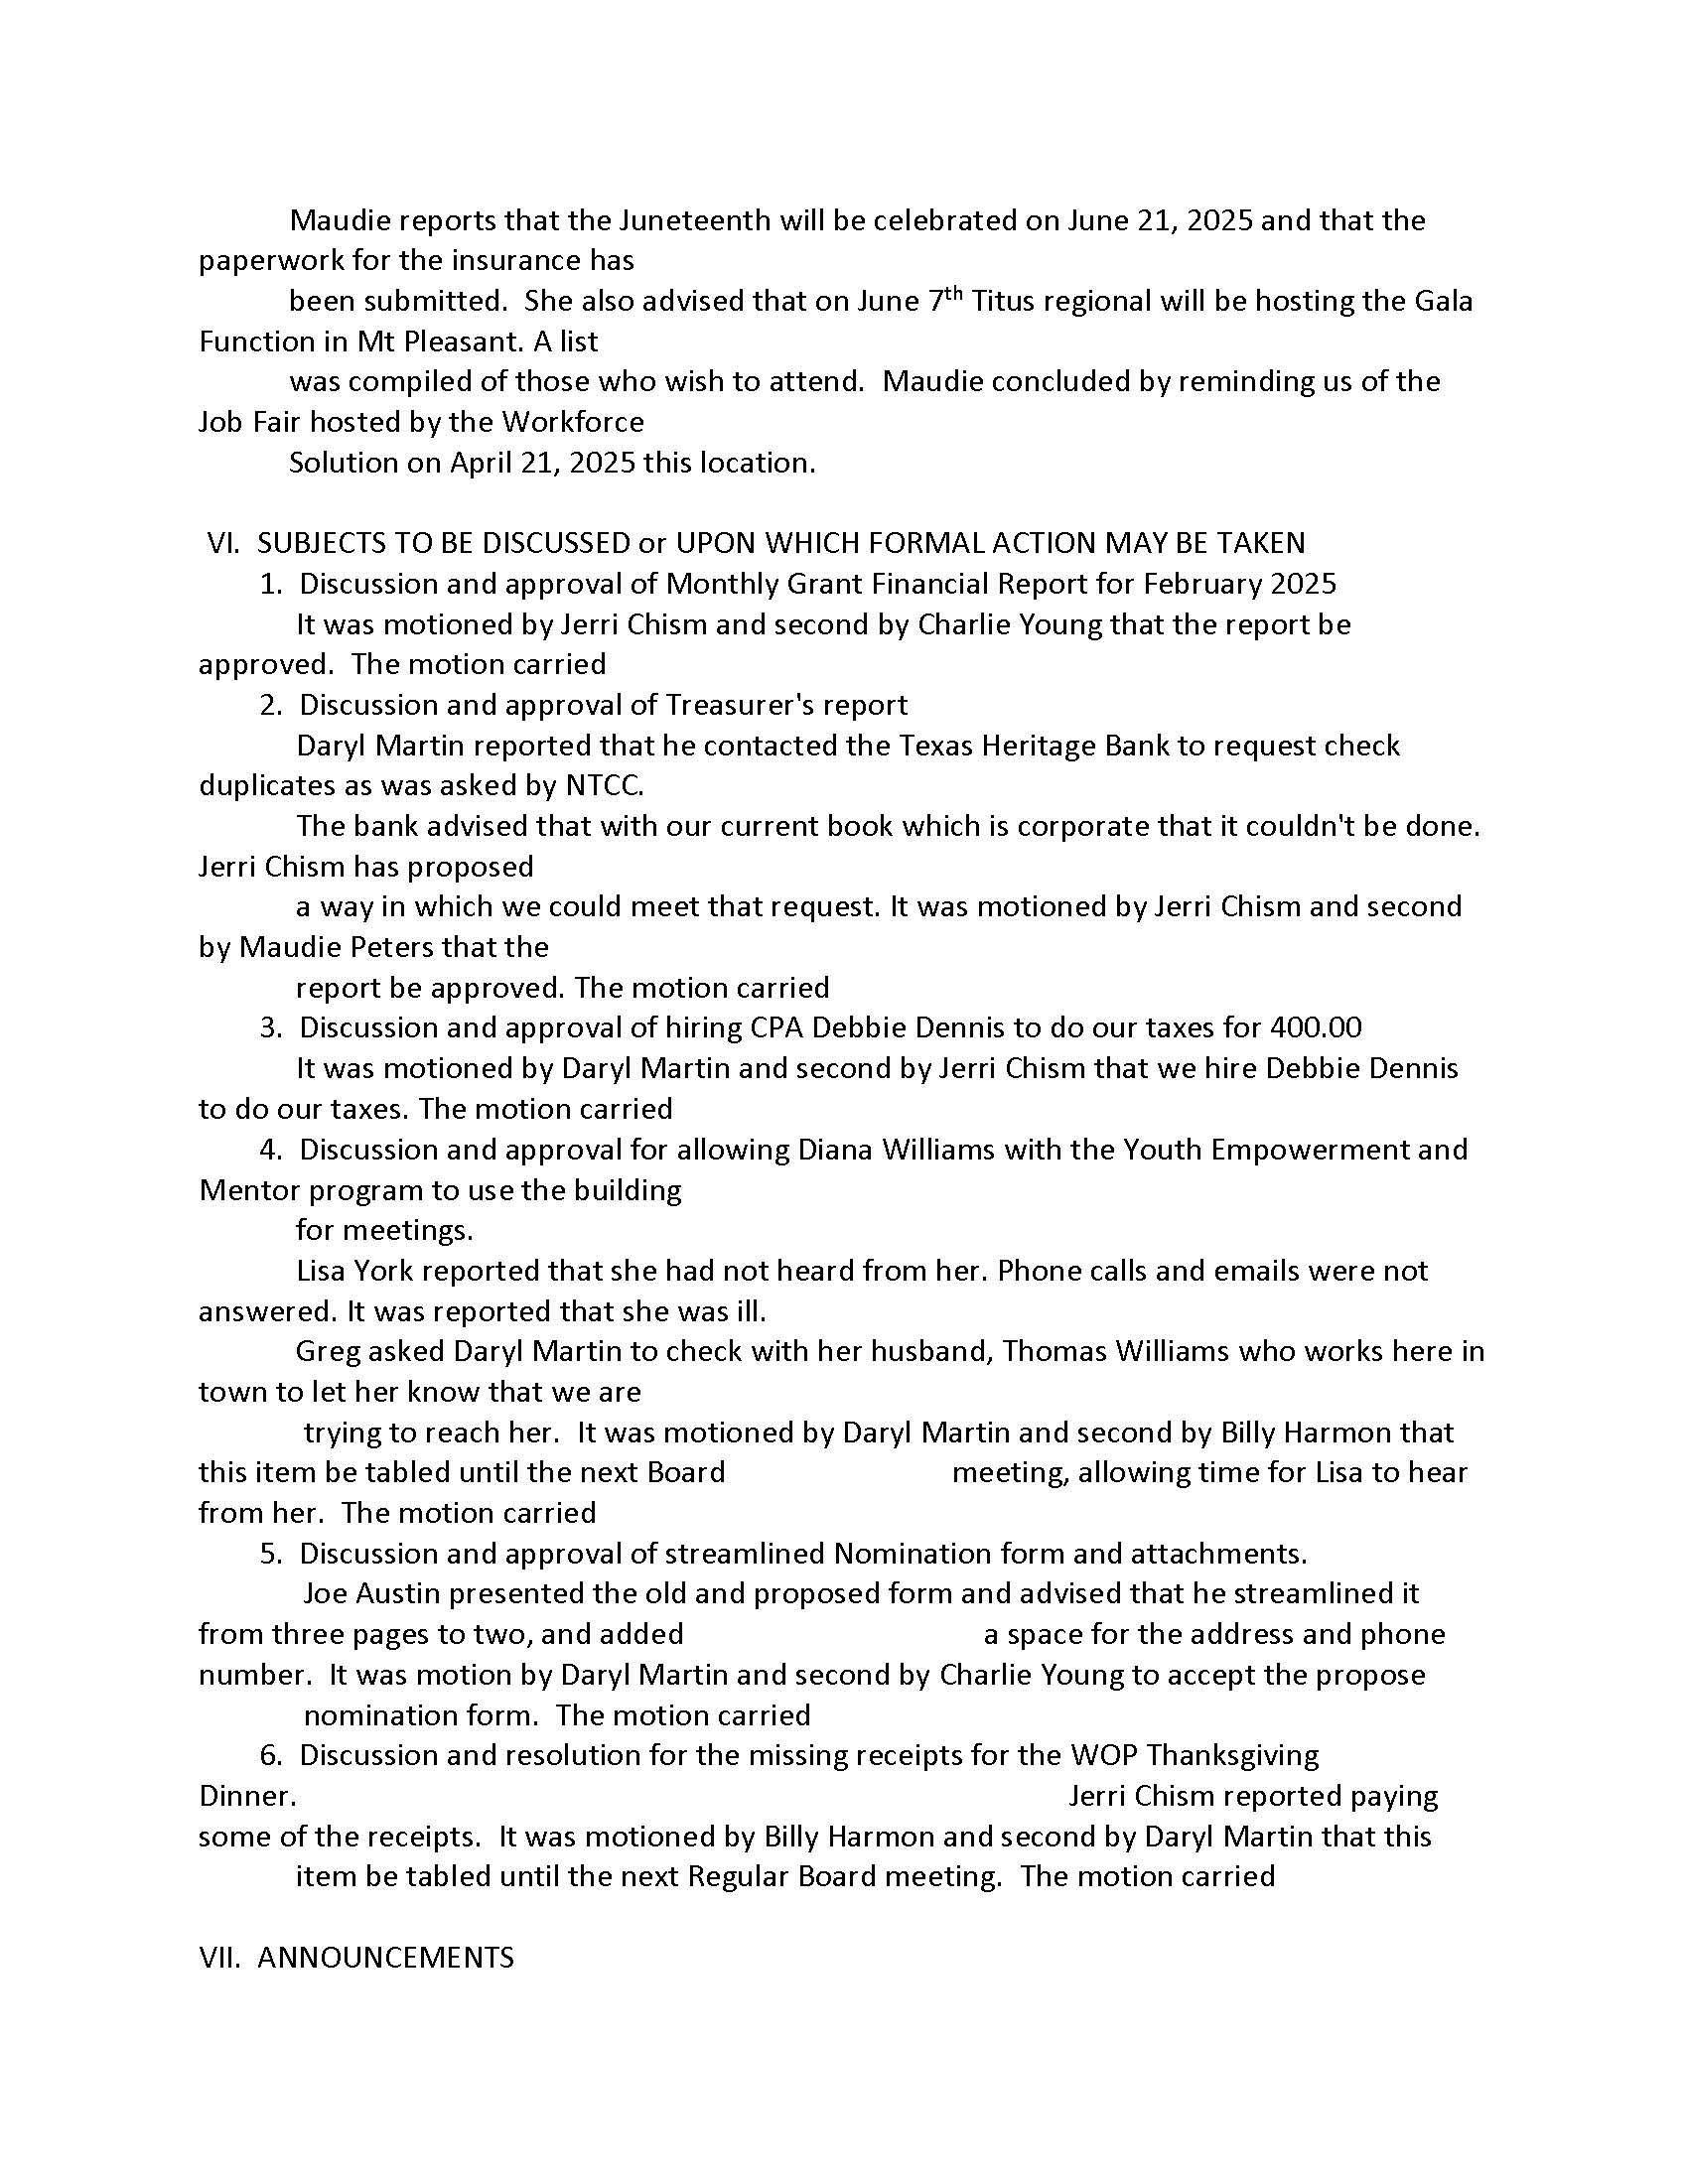 Maudie reports that the Juneteenth will be celebrated on June 21, 2025 and that the
paperwork for the insurance has
been submitted.  She also advised that on June 7th Titus regional will be hosting the Gala
Function in Mt Pleasant. A list
was compiled of those who wish to attend.  Maudie concluded by reminding us of the
Job Fair hosted by the Workforce
Solution on April 21, 2025 this location.
VI.  SUBJECTS TO BE DISCUSSED or UPON WHICH FORMAL ACTION MAY BE TAKEN
1.  Discussion and approval of Monthly Grant Financial Report for February 2025
It was motioned by Jerri Chism and second by Charlie Young that the report be
approved.  The motion carried
2.  Discussion and approval of Treasurer's report
Daryl Martin reported that he contacted the Texas Heritage Bank to request check
duplicates as was asked by NTCC.
The bank advised that with our current book which is corporate that it couldn't be done.
Jerri Chism has proposed
a way in which we could meet that request. It was motioned by Jerri Chism and second
by Maudie Peters that the
report be approved. The motion carried
3.  Discussion and approval of hiring CPA Debbie Dennis to do our taxes for 400.00
It was motioned by Daryl Martin and second by Jerri Chism that we hire Debbie Dennis
to do our taxes. The motion carried
4.  Discussion and approval for allowing Diana Williams with the Youth Empowerment and
Mentor program to use the building
for meetings.
Lisa York reported that she had not heard from her. Phone calls and emails were not
answered. It was reported that she was ill.
Greg asked Daryl Martin to check with her husband, Thomas Williams who works here in
town to let her know that we are
trying to reach her.  It was motioned by Daryl Martin and second by Billy Harmon that
this item be tabled until the next Board meeting, allowing time for Lisa to hear
from her.  The motion carried
5.  Discussion and approval of streamlined Nomination form and attachments.
Joe Austin presented the old and proposed form and advised that he streamlined it
from three pages to two, and added a space for the address and phone
number.  It was motion by Daryl Martin and second by Charlie Young to accept the propose
nomination form.  The motion carried
6.  Discussion and resolution for the missing receipts for the WOP Thanksgiving
Dinner. Jerri Chism reported paying
some of the receipts.  It was motioned by Billy Harmon and second by Daryl Martin that this
item be tabled until the next Regular Board meeting.  The motion carried
VII.  ANNOUNCEMENTS